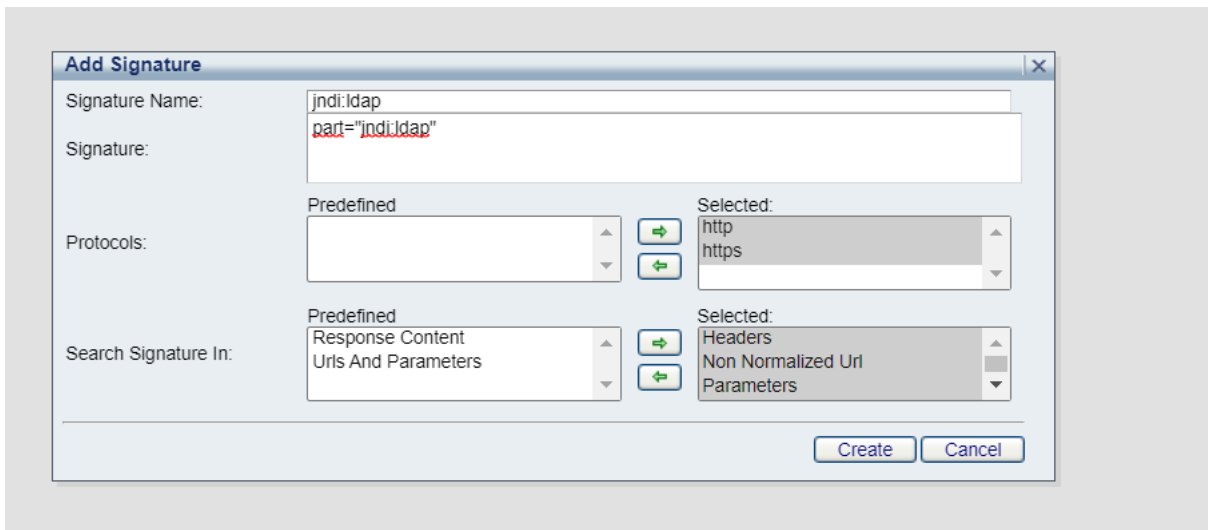 Add Signature
Signature Name:
jndi:ldap
Signature:
part="jndi:ldap"
Protocols:
Predefined
Selected:
http
https
Search Signature In:
Predefined
Response Content
Urls And Parameters
Selected:
Headers
Non Normalized Url
Parameters
Create
Cancel